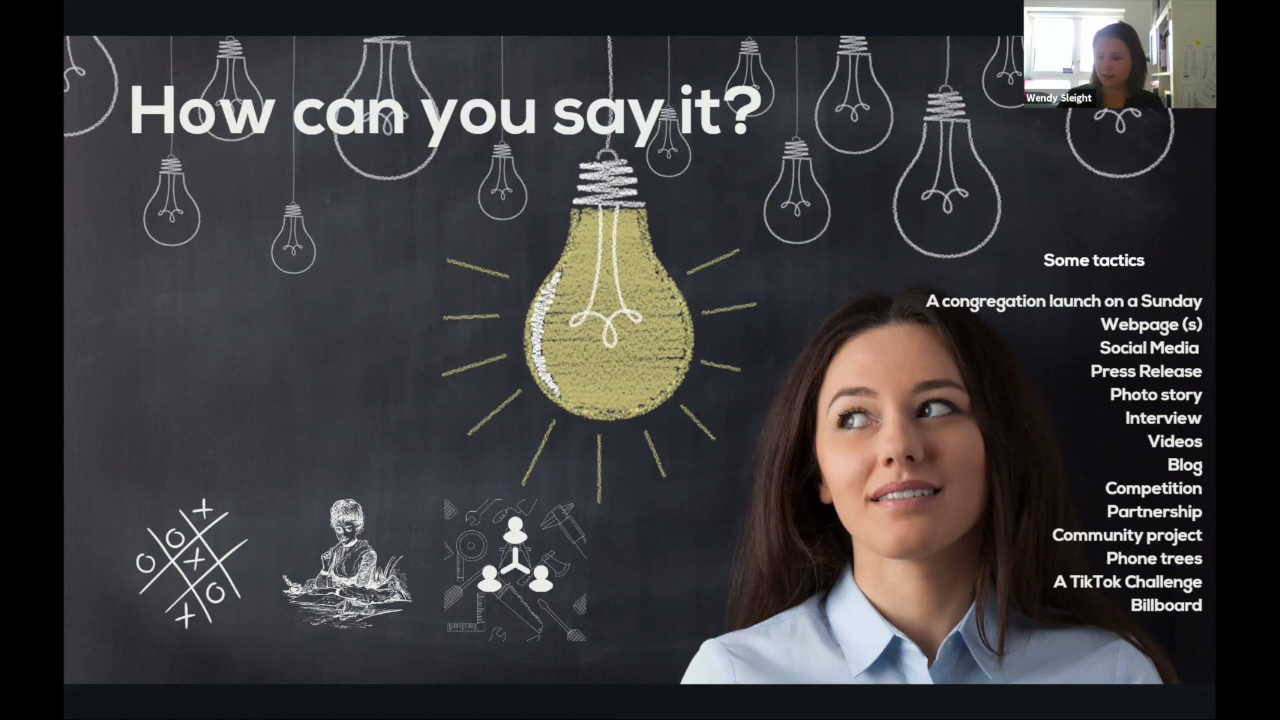 Wendy Sleight
How can you say it?
Some tactics
A congregation launch on a Sunday
Webpage (s)
Social Media
Press Release
Photo story
Interview
Videos
Blog
Competition
Partnership
Community project
Phone trees
A TikTok Challenge
Billboard